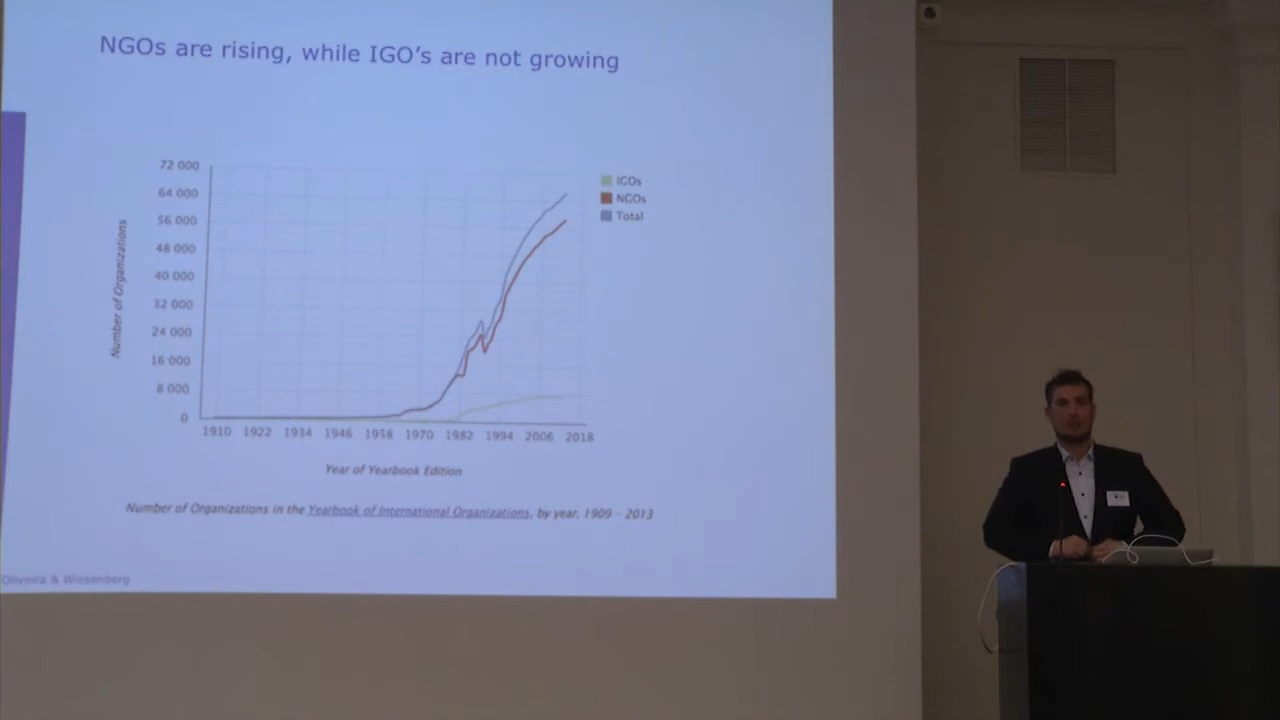 NGOs are rising, while IGO's are not growing
72 000
64 000
56 000
48 000
40 000
32 000
24 000
16 000
8 000
0
Number of Organizations
IGOs
NGOs
Total
1910 1922 1934 1946 1958 1970 1982 1994 2006 2018
Year of Yearbook Edition
Number of Organizations in the Yearbook of International Organizations, by year. 1909 - 2013
Oliveira & Wiesenberg